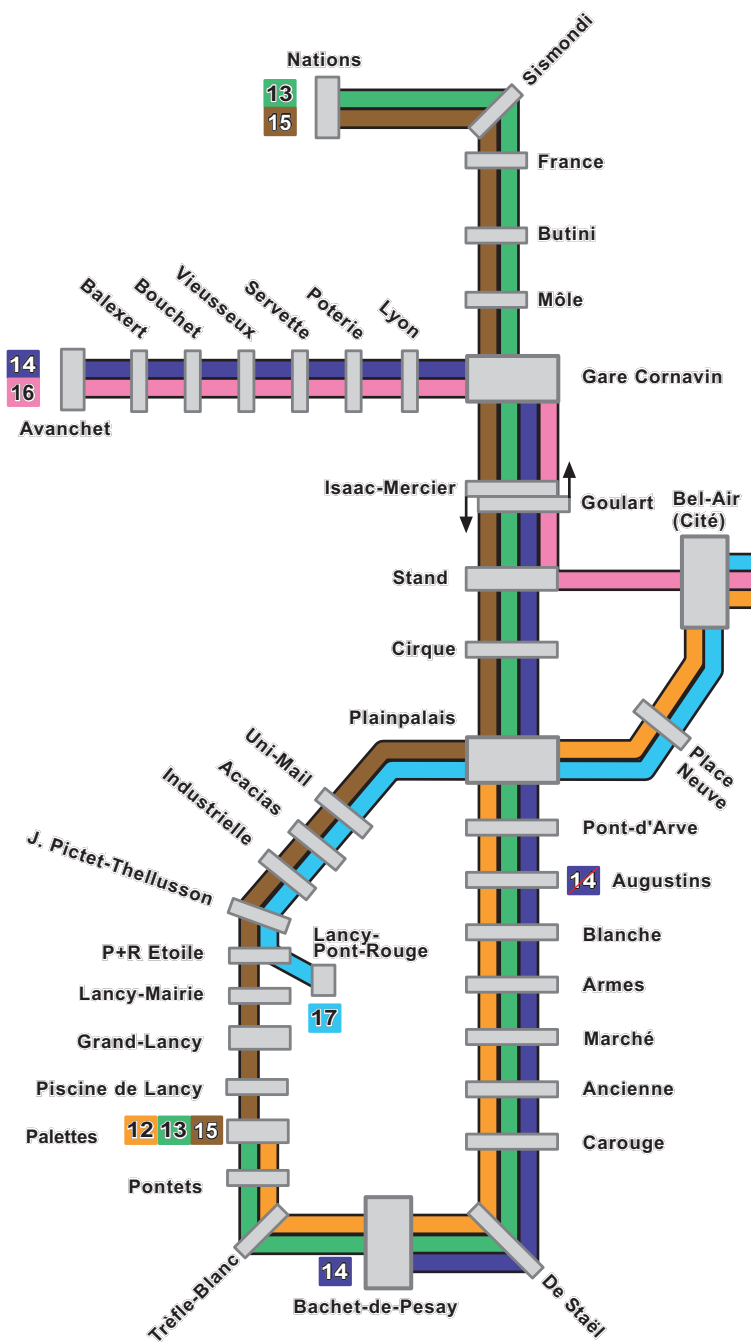 Nations
Sismondi
13
15
France
Butini
Môle
Balexert
Bouchet
Vieusseux
Servette
Poterie
Lyon
14
16
Avanchet
Gare Cornavin
Isaac-Mercier
Goulart
Bel-Air
(Cité)
Stand
Cirque
Plainpalais
Place
Neuve
Uni-Mail
Acacias
Industrielle
J. Pictet-Thellusson
Pont-d'Arve
14 Augustins
Blanche
Lancy-
Pont-Rouge
17
P+R Etoile
Lancy-Mairie
Grand-Lancy
Piscine de Lancy
Palettes 12 13 15
Pontets
Armes
Marché
Ancienne
Carouge
Trèfle-Blanc
14
Bachet-de-Pesay
De Staël